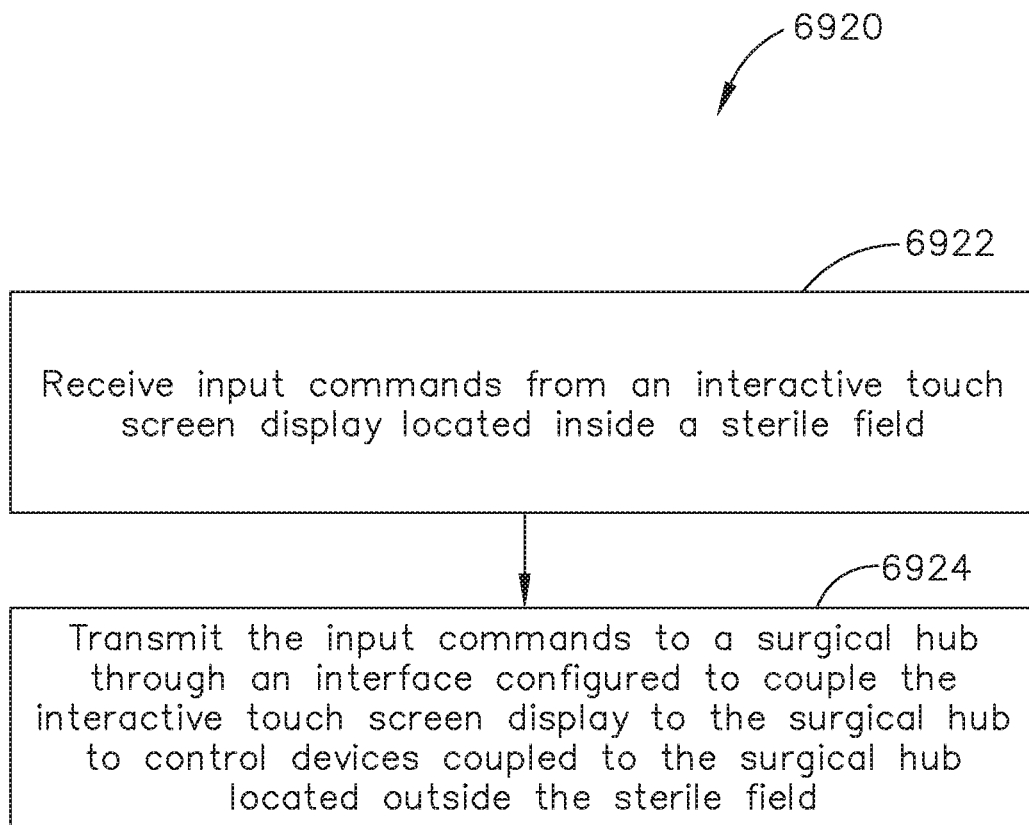 6920
6922
Receive input commands from an interactive touch
screen display located inside a sterile field
6924
Transmit the input commands to a surgical hub
through an interface configured to couple the
interactive touch screen display to the surgical hub
to control devices coupled to the surgical hub
located outside the sterile field